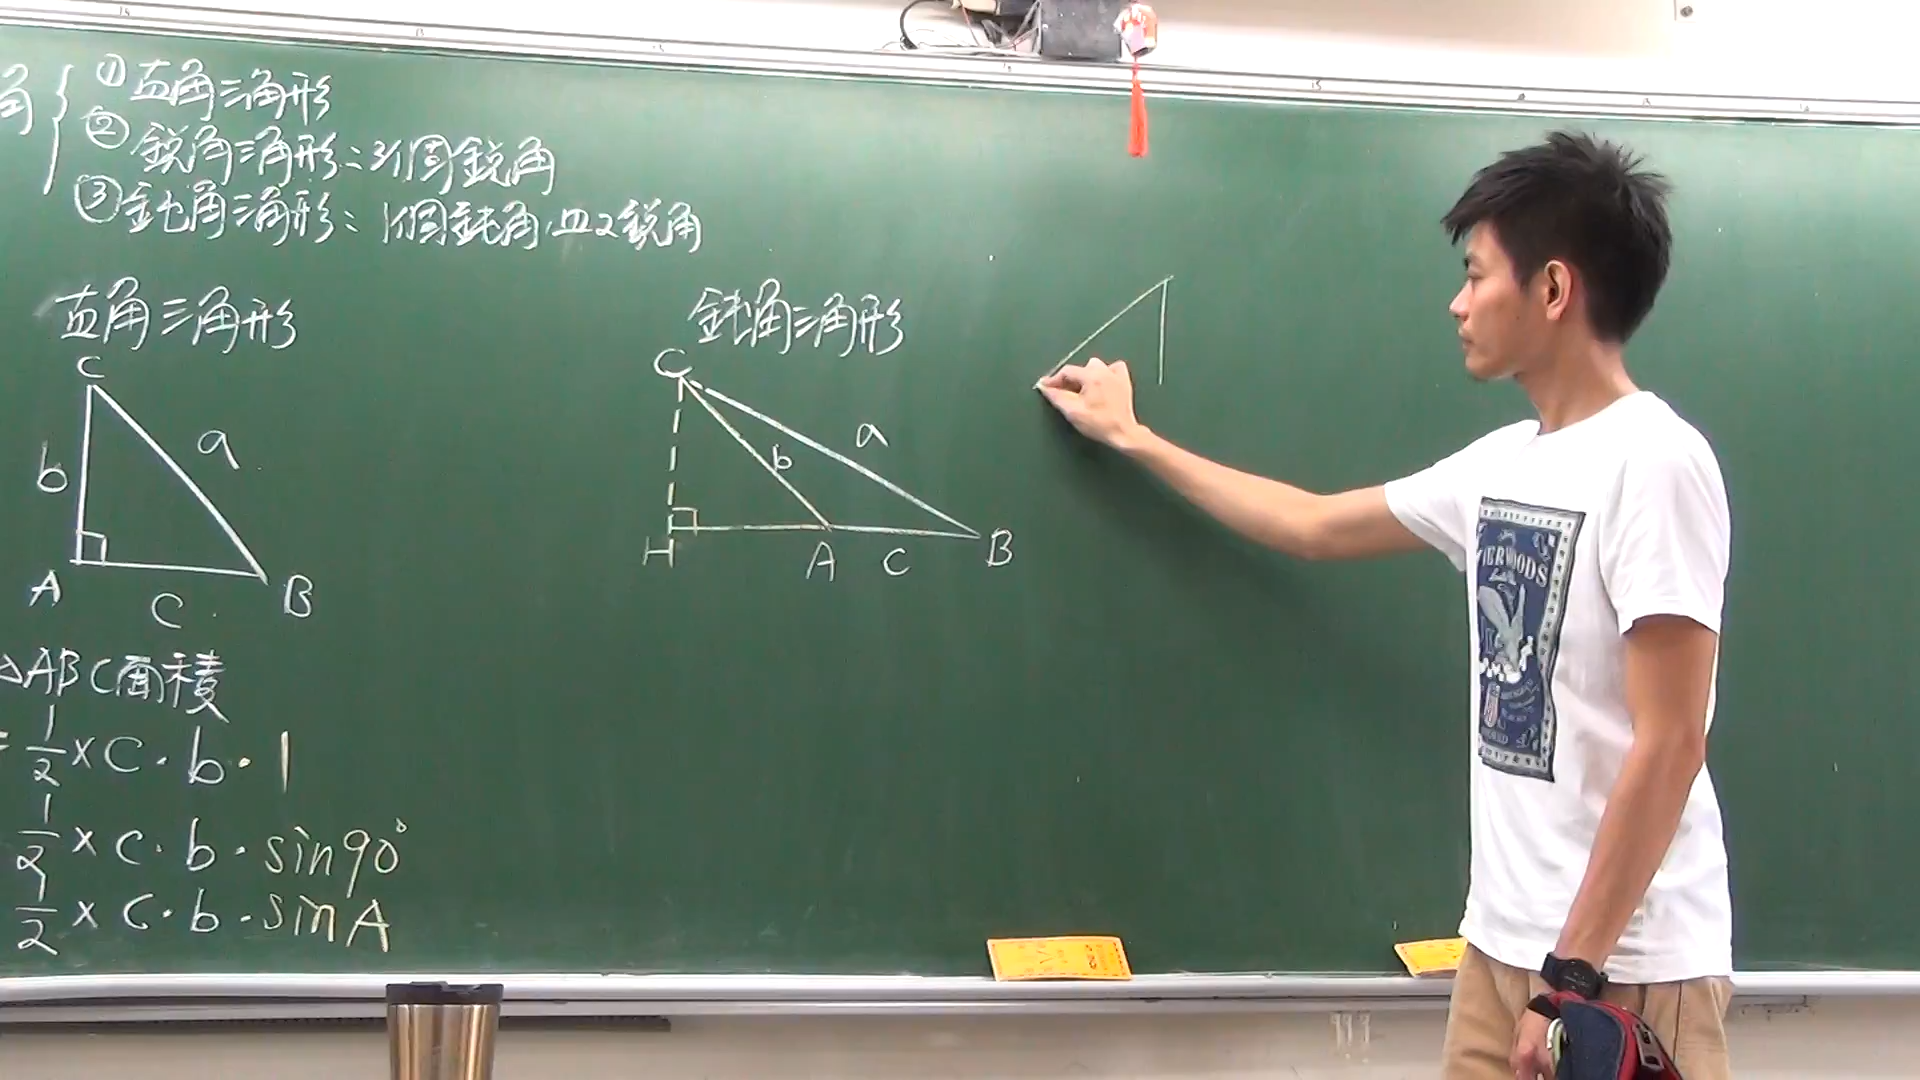 角 { ① 直角三角形
② 銳角三角形：3個銳角
③ 鈍角三角形：1個鈍角.且2銳角
直角三角形
C
b a
A C B
△ABC面積
= 1/2 × C · b · 1
1/2 × C · b · sin90°
1/2 × C · b · sinA
鈍角三角形
C
b a
H A C B